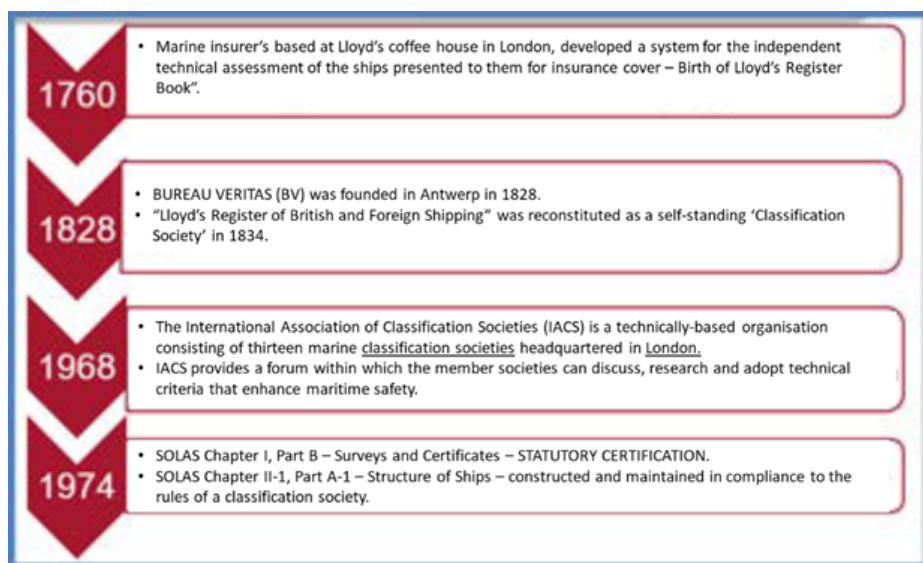 1760
• Marine insurer's based at Lloyd's coffee house in London, developed a system for the independent
technical assessment of the ships presented to them for insurance cover – Birth of Lloyd's Register
Book".
1828
• BUREAU VERITAS (BV) was founded in Antwerp in 1828.
• "Lloyd's Register of British and Foreign Shipping" was reconstituted as a self-standing 'Classification
Society' in 1834.
1968
• The International Association of Classification Societies (IACS) is a technically-based organisation
consisting of thirteen marine classification societies headquartered in London.
• IACS provides a forum within which the member societies can discuss, research and adopt technical
criteria that enhance maritime safety.
1974
• SOLAS Chapter I, Part B – Surveys and Certificates – STATUTORY CERTIFICATION.
• SOLAS Chapter II-1, Part A-1 – Structure of Ships – constructed and maintained in compliance to the
rules of a classification society.